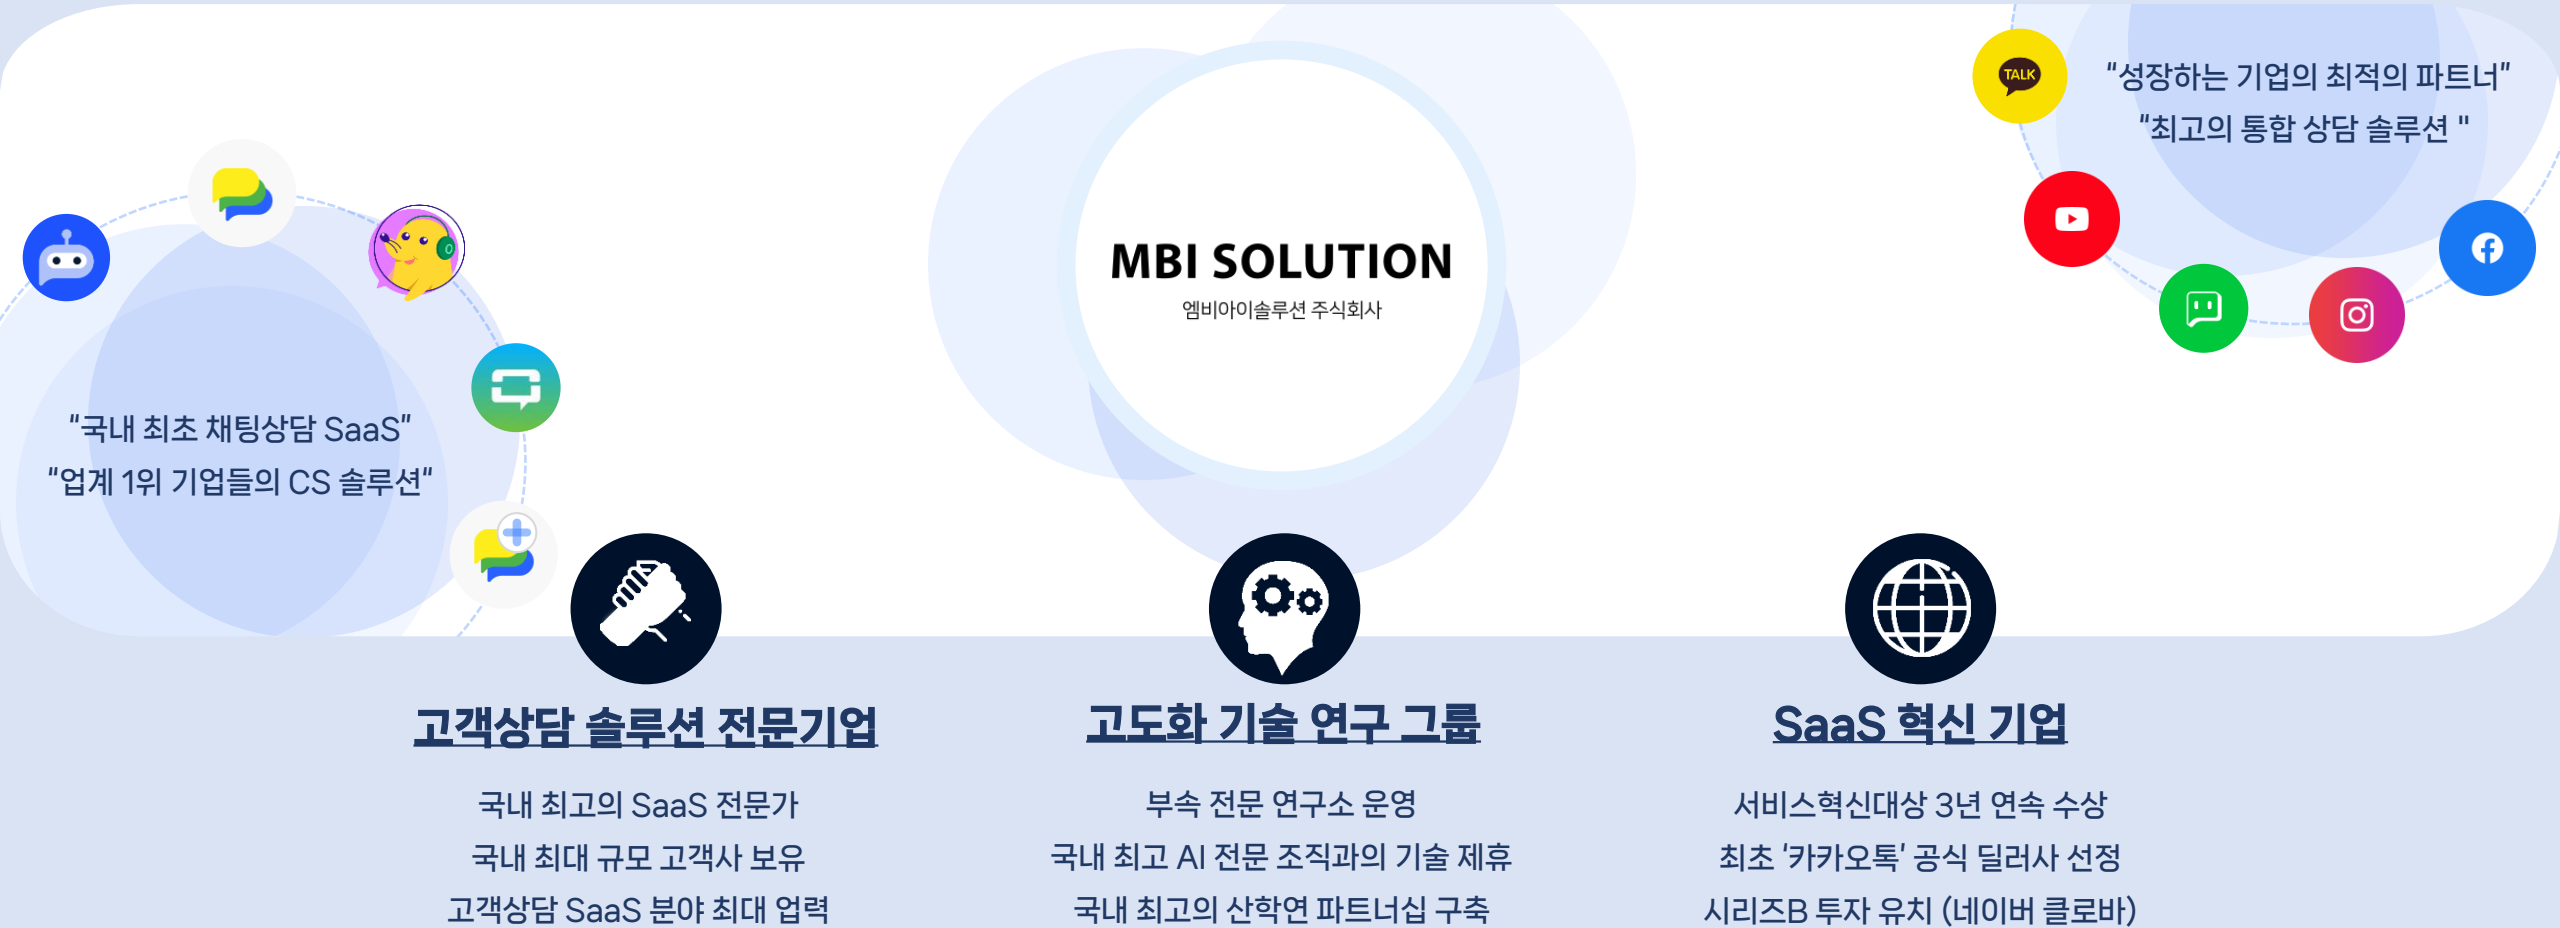 TALK
“성장하는 기업의 최적의 파트너”
“최고의 통합 상담 솔루션 "
MBI SOLUTION
엠비아이솔루션 주식회사
“국내 최초 채팅상담 SaaS”
“업계 1위 기업들의 CS 솔루션“
고객상담 솔루션 전문기업
국내 최고의 SaaS 전문가
국내 최대 규모 고객사 보유
고객상담 SaaS 분야 최대 업력
고도화 기술 연구 그룹
부속 전문 연구소 운영
국내 최고 AI 전문 조직과의 기술 제휴
국내 최고의 산학연 파트너십 구축
SaaS 혁신 기업
서비스혁신대상 3년 연속 수상
최초 ‘카카오톡’ 공식 딜러사 선정
시리즈B 투자 유치 (네이버 클로바)